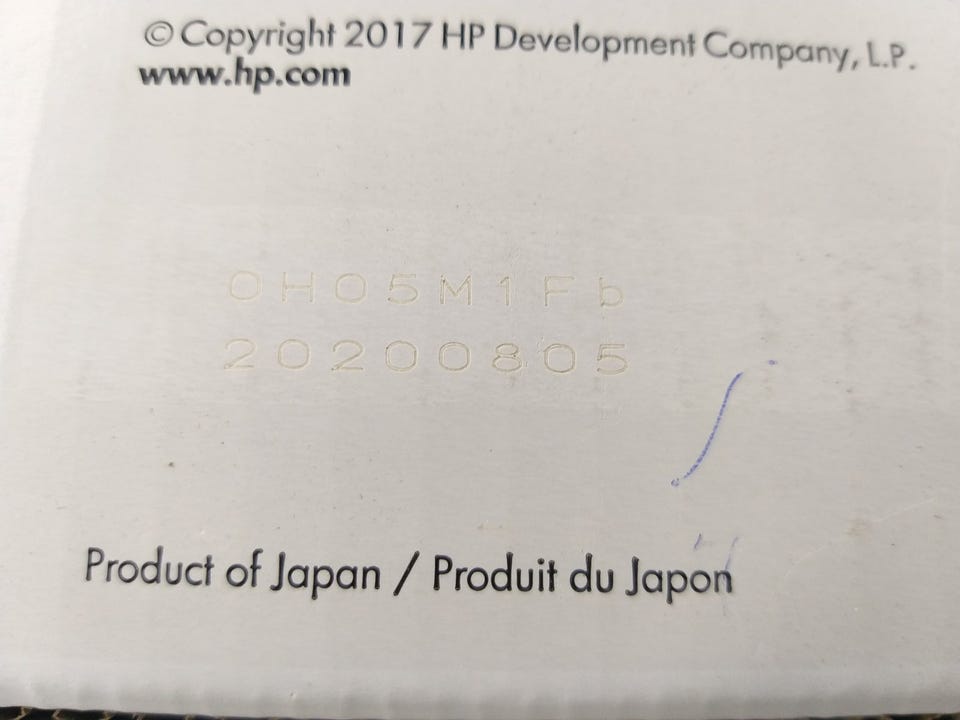 © Copyright 2017 HP Development Company, L.P.
www.hp.com
0H05M1Fb
20200805
Product of Japan / Produit du Japon